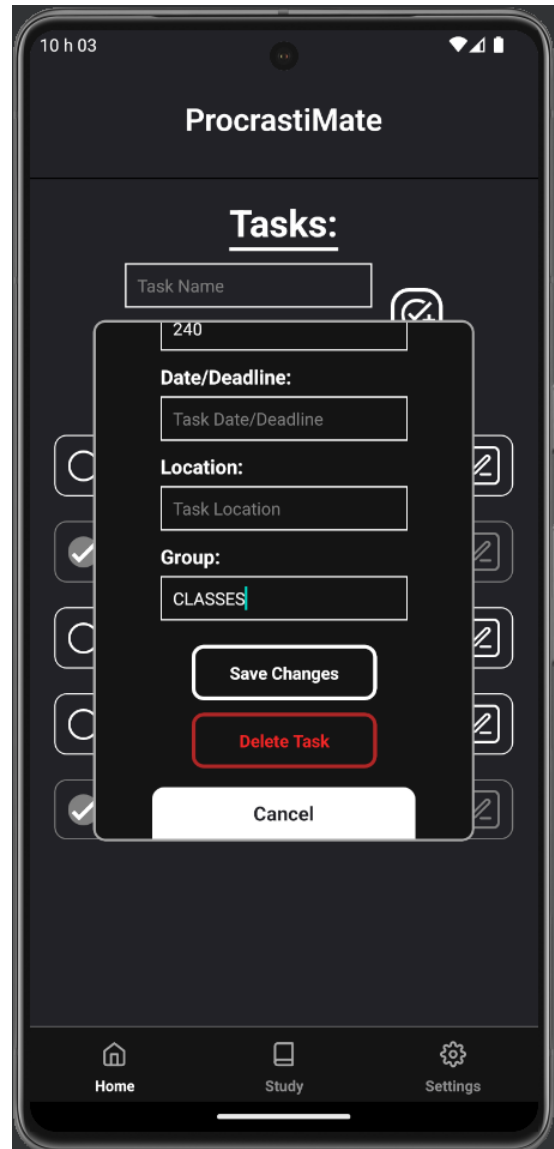 10 h 03
ProcrastiMate
Tasks:
Task Name
240
Date/Deadline:
Task Date/Deadline
Location:
Task Location
Group:
CLASSES
Save Changes
Delete Task
Cancel
Home Study Settings